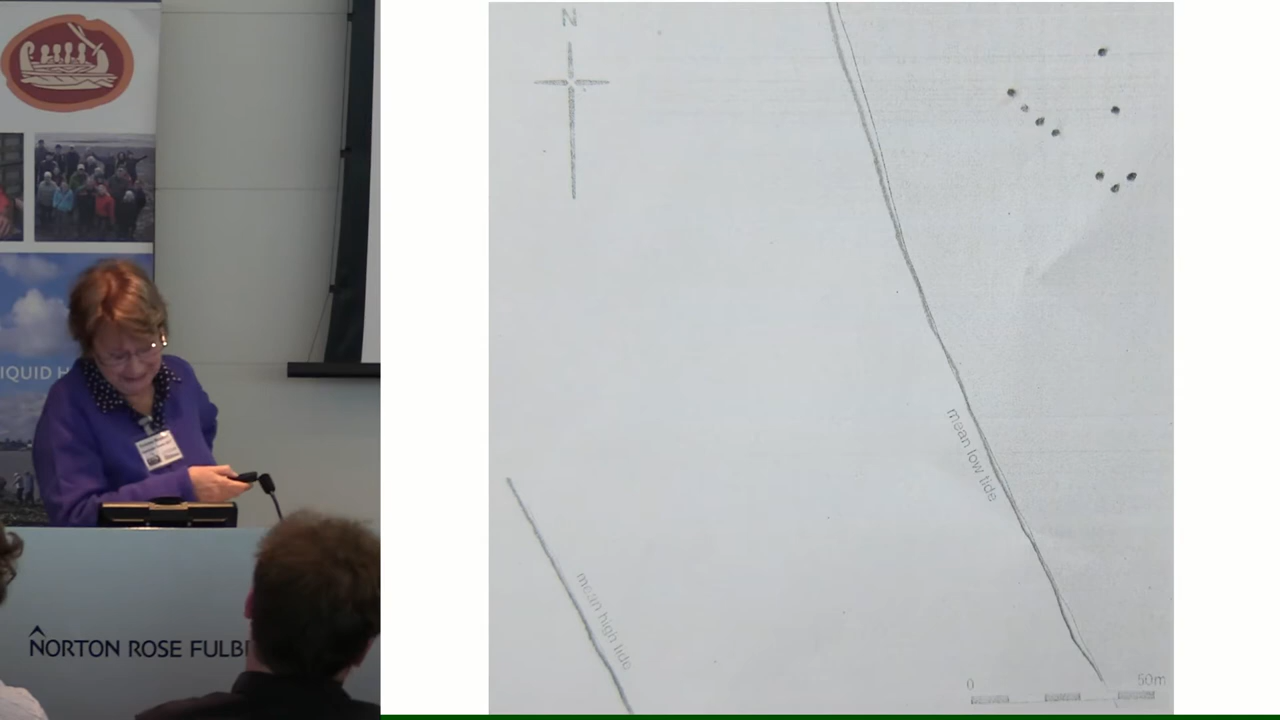 N
IQUID H
mean low tide
mean high tide
0
50m
NORTON ROSE FULB